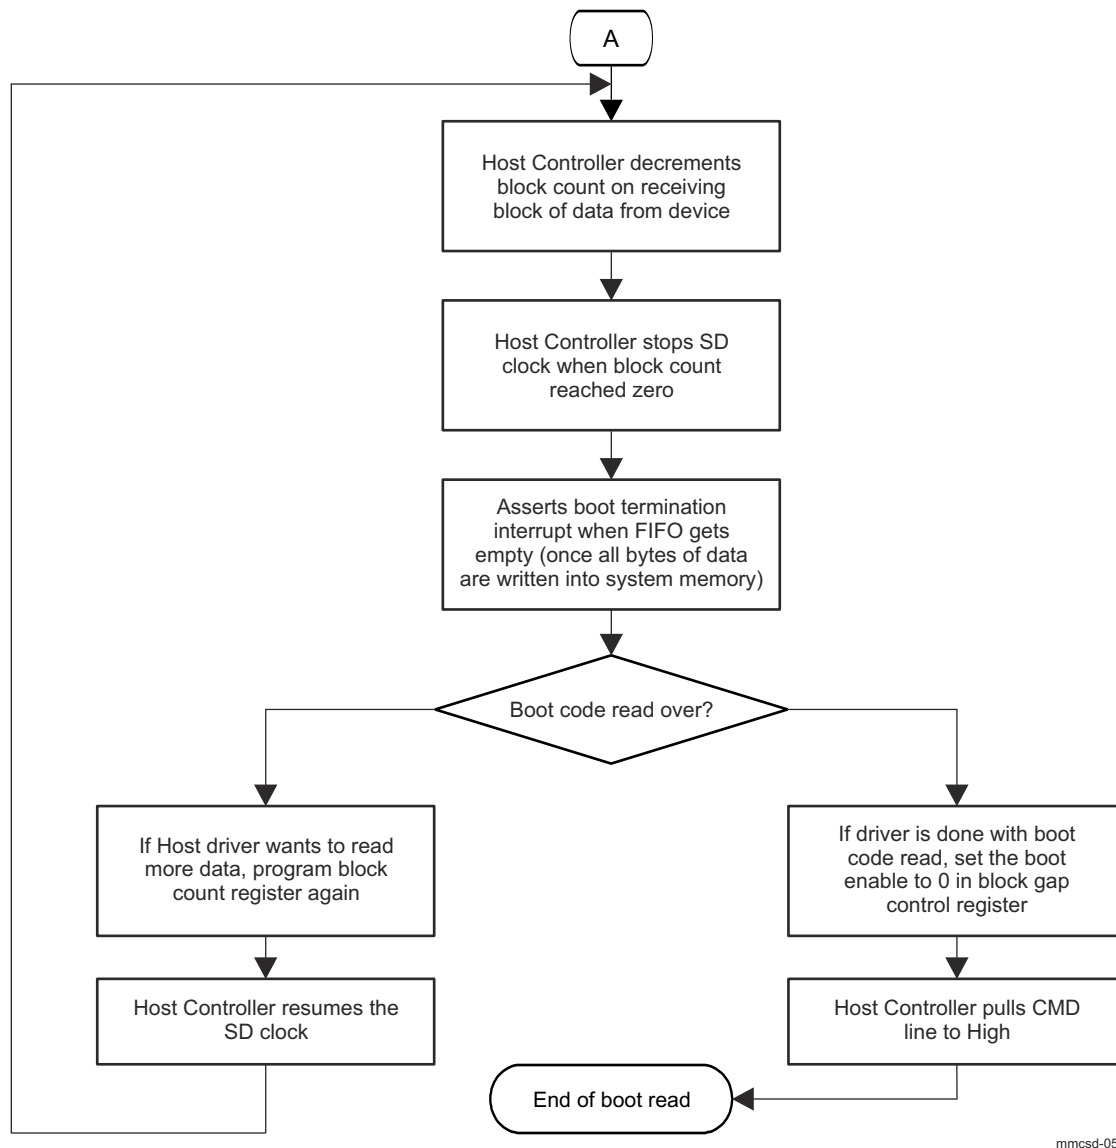 A
Host Controller decrements
block count on receiving
block of data from device
Host Controller stops SD
clock when block count
reached zero
Asserts boot termination
interrupt when FIFO gets
empty (once all bytes of data
are written into system memory)
Boot code read over?
If Host driver wants to read
more data, program block
count register again
If driver is done with boot
code read, set the boot
enable to 0 in block gap
control register
Host Controller resumes the
SD clock
Host Controller pulls CMD
line to High
End of boot read
mmcsd-05